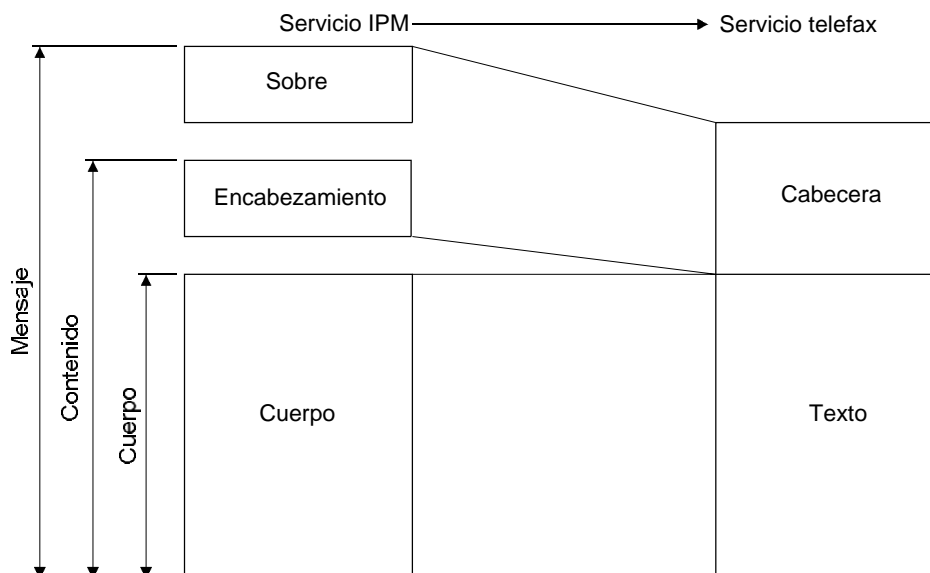 Servicio IPM
Servicio telefax
Sobre
Encabezamiento
Cabecera
Mensaje
Contenido
Cuerpo
Cuerpo
Texto